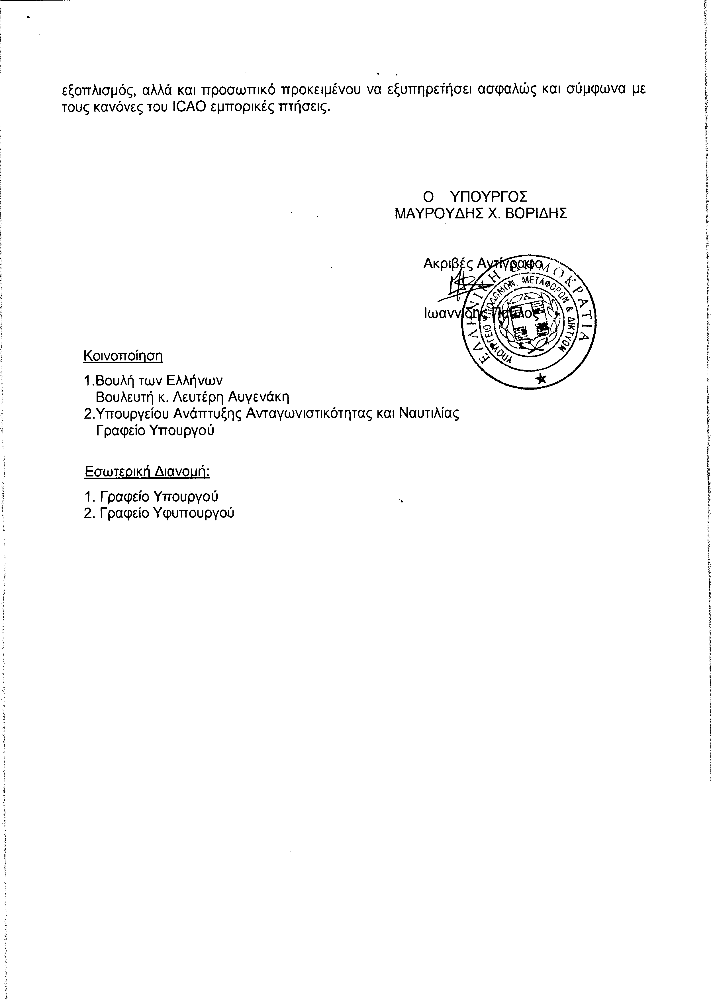 εξοπλισμός, αλλά και προσωπικό προκειμένου να εξυπηρετήσει ασφαλώς και σύμφωνα με
τους κανόνες του ICAO εμπορικές πτήσεις.
Ο ΥΠΟΥΡΓΟΣ
ΜΑΥΡΟΥΔΗΣ Χ. ΒΟΡΙΔΗΣ
Ακριβές Αντίγραφο
Ιωαννίδης Παύλος
ΕΛΛΗΝΙΚΗ ΔΗΜΟΚΡΑΤΙΑ
ΥΠΟΥΡΓΕΙΟ ΥΠΟΔΟΜΩΝ, ΜΕΤΑΦΟΡΩΝ & ΔΙΚΤΥΩΝ
Κοινοποίηση
1.Βουλή των Ελλήνων
Βουλευτή κ. Λευτέρη Αυγενάκη
2.Υπουργείου Ανάπτυξης Ανταγωνιστικότητας και Ναυτιλίας
Γραφείο Υπουργού
Εσωτερική Διανομή:
1. Γραφείο Υπουργού
2. Γραφείο Υφυπουργού